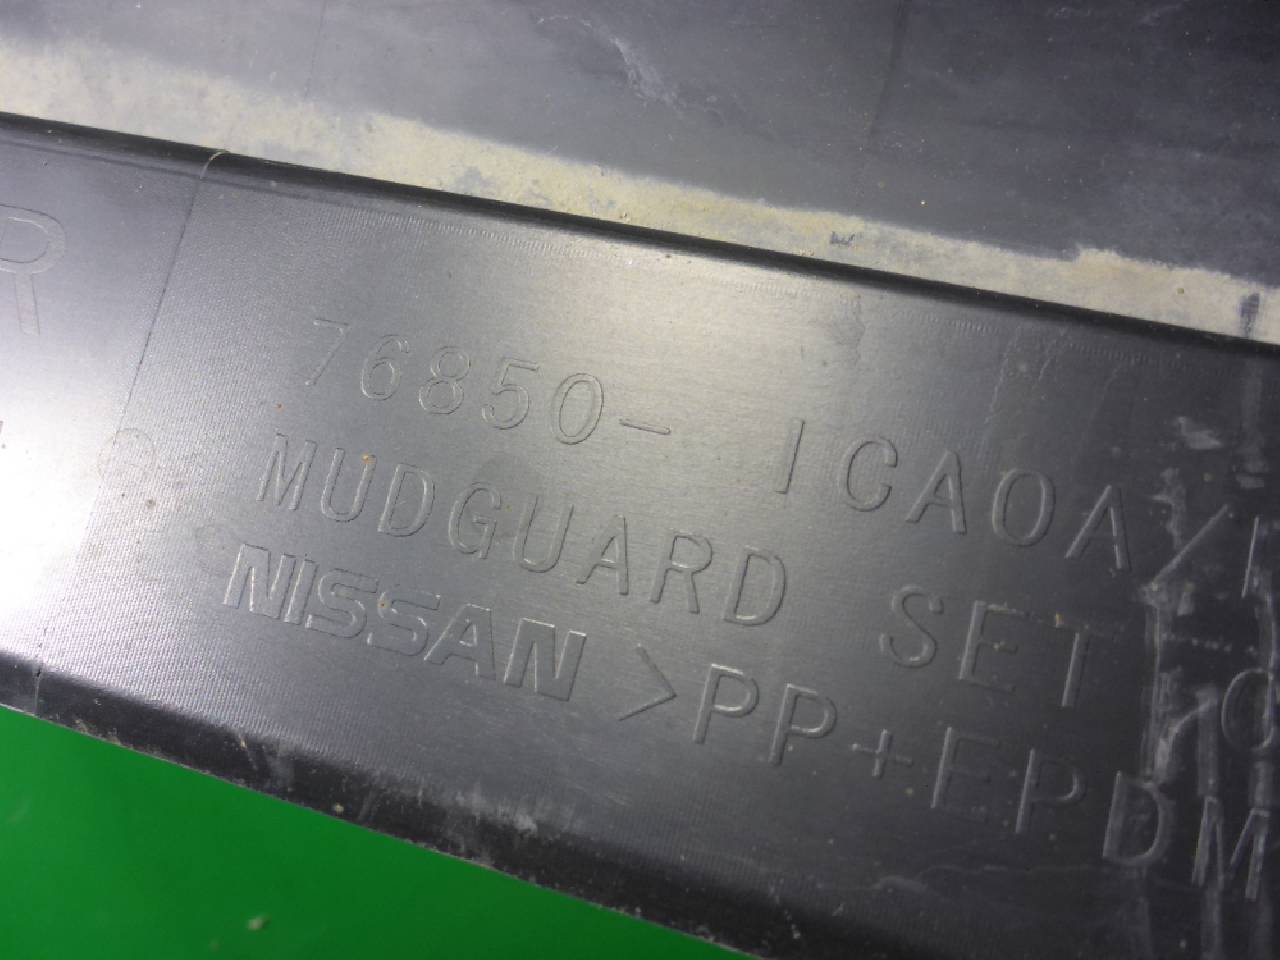 R
76850- 1CA0A/
MUDGUARD SET
NISSAN >PP+EPDM